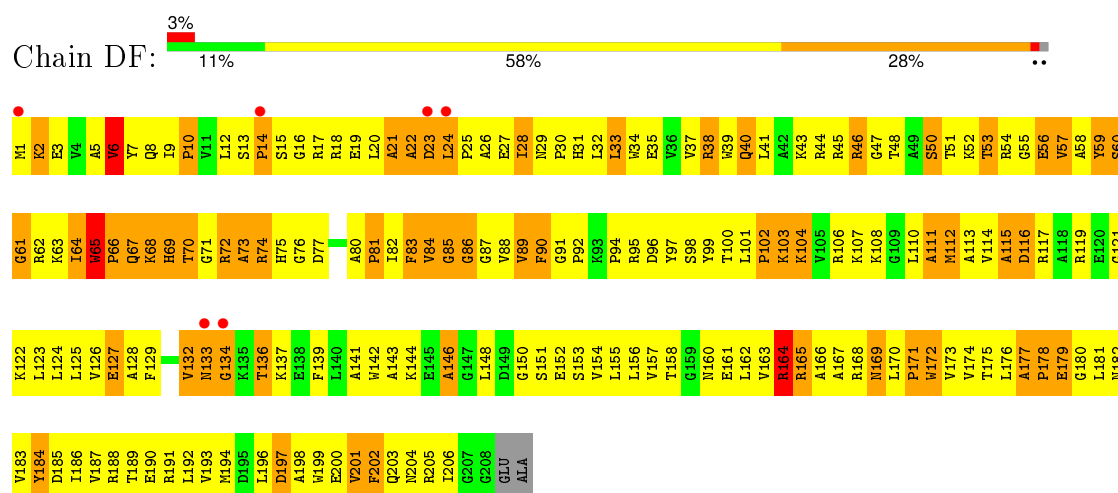 3%
Chain DF:
11% 58% 28% ••
M1 K2 E3 V4 A5 V6 Y7 Q8 I9 P10 V11 L12 S13 P14 S15 G16 R17 R18 E19 L20 A21 A22 D23 L24 P25 A26 E27 I28 N29 P30 H31 L32 L33 W34 E35 V36 V37 R38 W39 Q40 L41 A42 K43 R44 R45 R46 G47 T48 A49 S50 T51 K52 T53 R54 G55 E56 V57 A58 Y59 S60
G61 R62 K63 I64 W65 P66 Q67 K68 H69 T70 G71 R72 A73 R74 H75 G76 D77 A80 P81 I82 F83 V84 G85 G86 G87 V88 V89 F90 G91 P92 K93 P94 R95 D96 Y97 S98 Y99 T100 L101 P102 K103 K104 V105 R106 K107 K108 G109 L110 A111 M112 A113 V114 A115 D116 R117 A118 R119 E120 G121
K122 L123 L124 L125 V126 E127 A128 F129 V132 N133 G134 K135 T136 K137 E138 F139 L140 A141 W142 A143 K144 E145 A146 G147 L148 D149 G150 S151 E152 S153 V154 L155 L156 V157 T158 G159 N160 E161 L162 V163 R164 R165 A166 A167 R168 N169 L170 P171 W172 V173 V174 T175 L176 A177 P178 E179 G180 L181 N182
V183 Y184 D185 I186 V187 R188 T189 E190 R191 L192 V193 M194 D195 L196 D197 A198 W199 E200 V201 F202 Q203 N204 R205 I206 G207 G208 GLU ALA